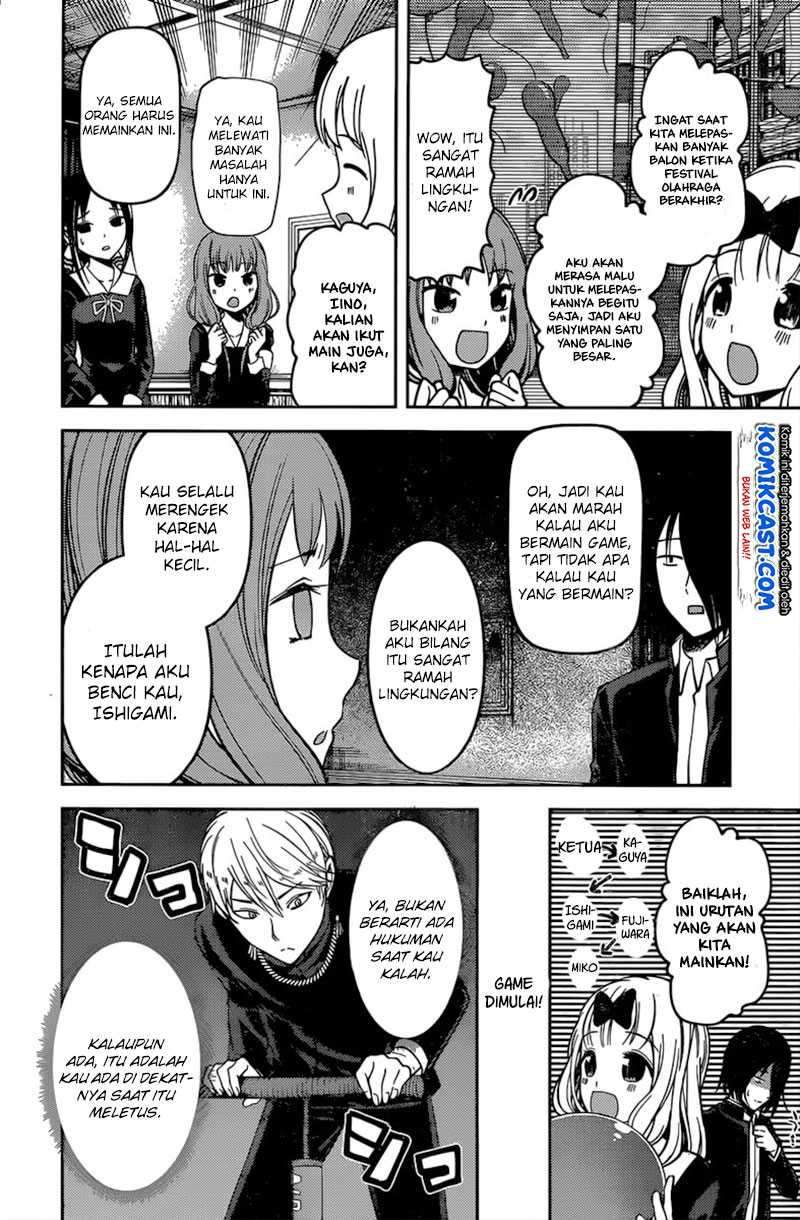 INGAT SAAT
KITA MELEPAS-
KAN BANYAK
BALON KETIKA
FESTIVAL
OLAHRAGA
BERAKHIR?
AKU AKAN
MERASA MALU
UNTUK MELEPAS-
KANNYA BEGITU
SAJA, JADI AKU
MENYIMPAN SATU
YANG PALING
BESAR.
WOW, ITU
SANGAT
RAMAH
LINGKU-
NGAN!
KAGUYA,
IINO,
KALIAN
AKAN IKUT
MAIN JUGA,
KAN?
YA, KAU
MELEWATI
BANYAK
MASALAH
HANYA
UNTUK INI.
YA, SEMUA
ORANG HARUS
MEMAINKAN INI.
OH, JADI KAU
AKAN MARAH
KALAU AKU
BERMAIN GAME,
TAPI TIDAK APA
KALAU KAU
YANG BERMAIN?
BUKANKAH
AKU BILANG
ITU SANGAT
RAMAH
LINGKUNGAN?
KAU SELALU
MERENGEK
KARENA
HAL-HAL
KECIL.
ITULAH
KENAPA AKU
BENCI KAU,
ISHIGAMI.
Komik ini diterjemahkan & diedit oleh
KOMIKCAST.COM
BUKAN WEB LAIN!!
BAIKLAH,
INI URUTAN
YANG AKAN
KITA
MAINKAN!
KETUA
KA-
GUYA
ISHI-
GAMI
FUJI-
WARA
MIKO
GAME
DIMULAI!
YA, BUKAN
BERARTI ADA
HUKUMAN
SAAT KAU
KALAH.
KALAUPUN
ADA, ITU ADALAH
KAU ADA DI DEKAT-
NYA SAAT ITU
MELETUS.
シコ
シコ